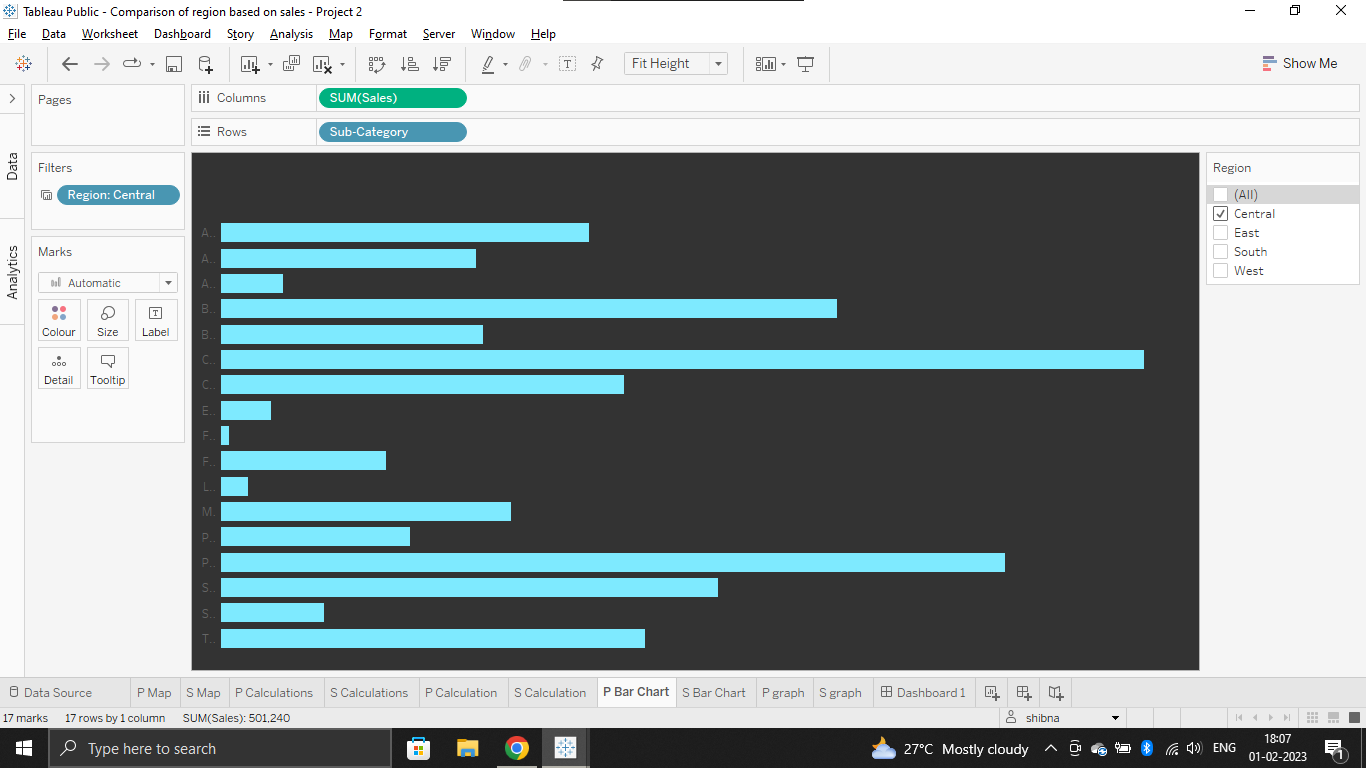 Tableau Public - Comparison of region based on sales - Project 2
File Data Worksheet Dashboard Story Analysis Map Format Server Window Help
Fit Height
Show Me
Pages
Columns
SUM(Sales)
Rows
Sub-Category
Data
Analytics
Filters
Region: Central
Marks
Automatic
Colour Size Label
Detail Tooltip
A..
A..
A..
B..
B..
C..
C..
E..
F..
F..
L..
M.
P..
P..
S..
S..
T..
Region
(All)
Central
East
South
West
Data Source P Map S Map P Calculations S Calculations P Calculation S Calculation P Bar Chart S Bar Chart P graph S graph Dashboard 1
17 marks 17 rows by 1 column SUM(Sales): 501,240 shibna
Type here to search
27°C Mostly cloudy
ENG
18:07
01-02-2023
1